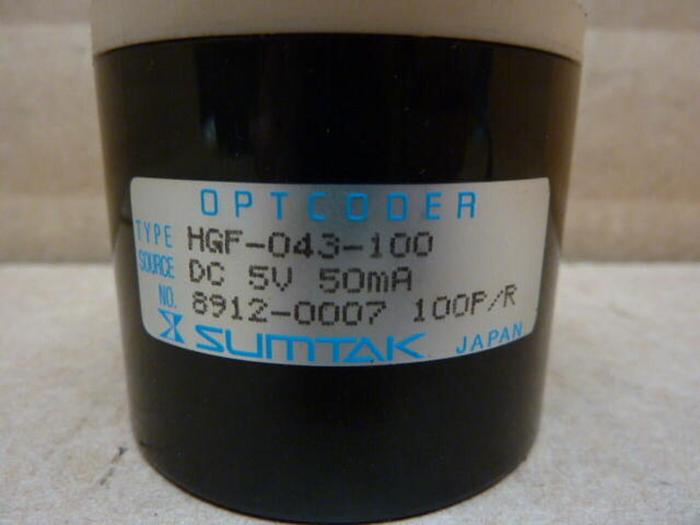 OPTCODER
TYPE HGF-043-100
SOURCE DC 5V 50mA
NO. 8912-0007 100P/R
SUMTAK JAPAN